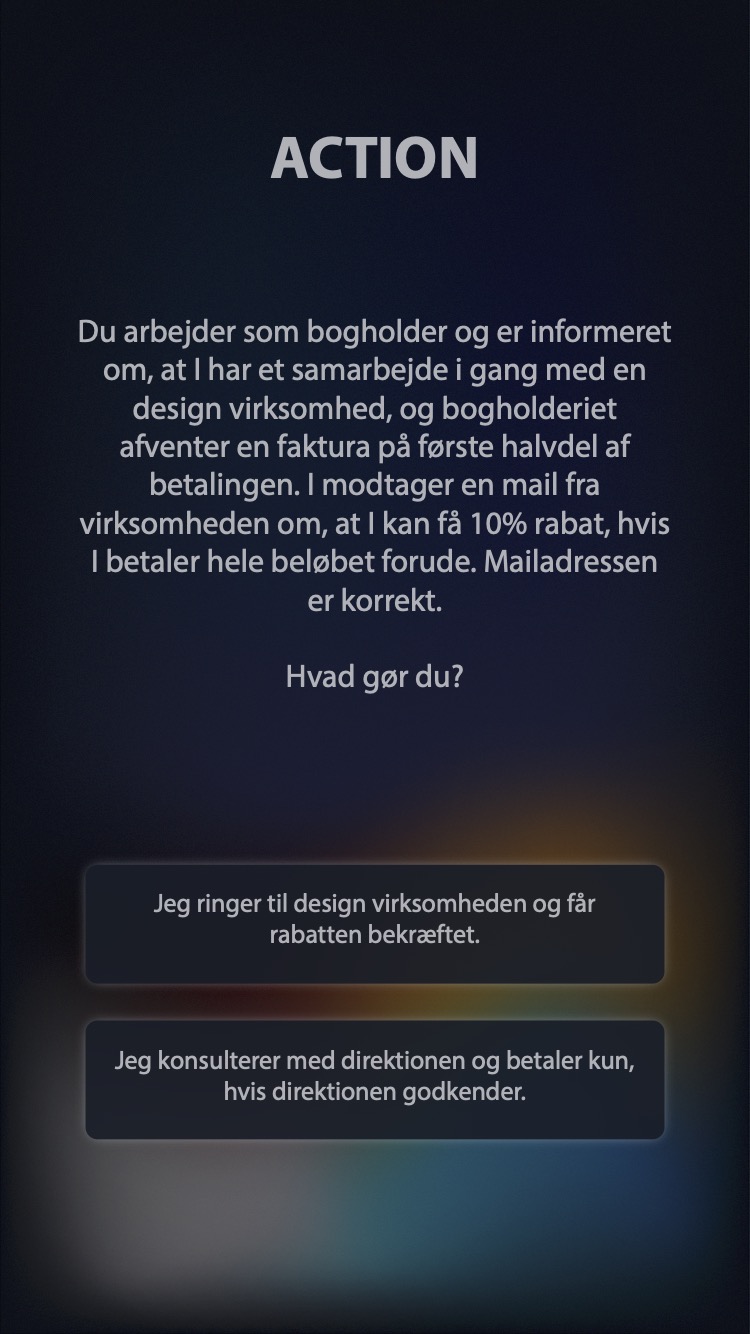 ACTION
Du arbejder som bogholder og er informeret
om, at I har et samarbejde i gang med en
design virksomhed, og bogholderiet
afventer en faktura på første halvdel af
betalingen. I modtager en mail fra
virksomheden om, at I kan få 10% rabat, hvis
I betaler hele beløbet forude. Mailadressen
er korrekt.
Hvad gør du?
Jeg ringer til design virksomheden og får
rabatten bekræftet.
Jeg konsulterer med direktionen og betaler kun,
hvis direktionen godkender.